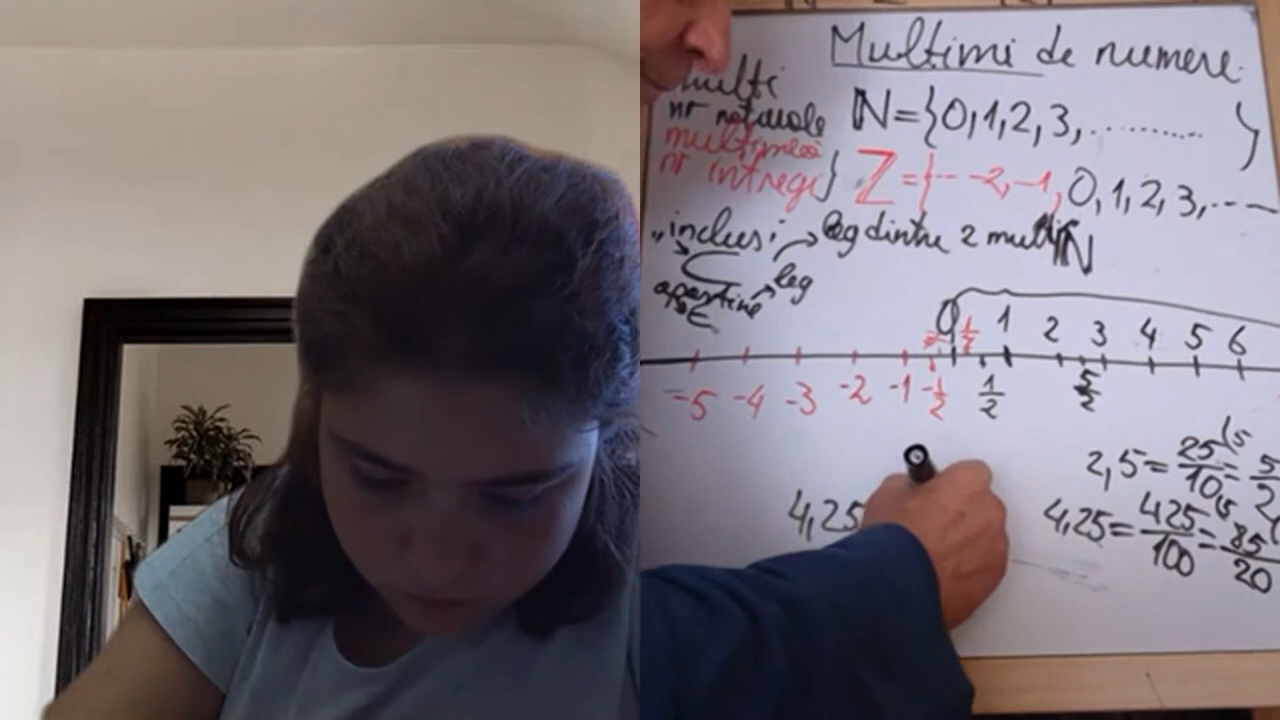 Multimi de numere
multi
nr naturale N={0,1,2,3,..........}
multimea
nr intregi} Z={-- -2,-1,0,1,2,3,---
"inclus" → leg dintre 2 multi N
⊂
apartine → leg
∈
0 1 2 3 4 5 6
-5 -4 -3 -2 -1 -1/2 1/2 5/2
2,5=25/10=5/2
4,25
4,25=425/100=85/20